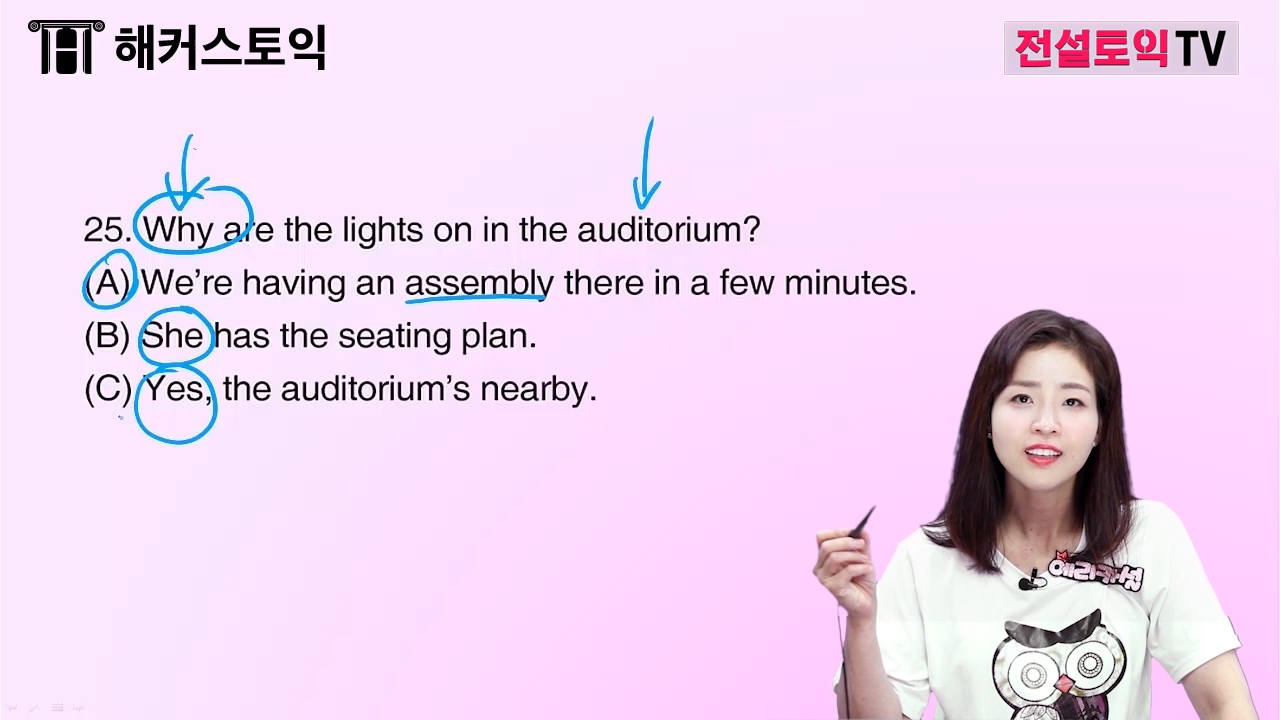 해커스토익
전설토익TV
25. Why are the lights on in the auditorium?
(A) We’re having an assembly there in a few minutes.
(B) She has the seating plan.
(C) Yes, the auditorium’s nearby.